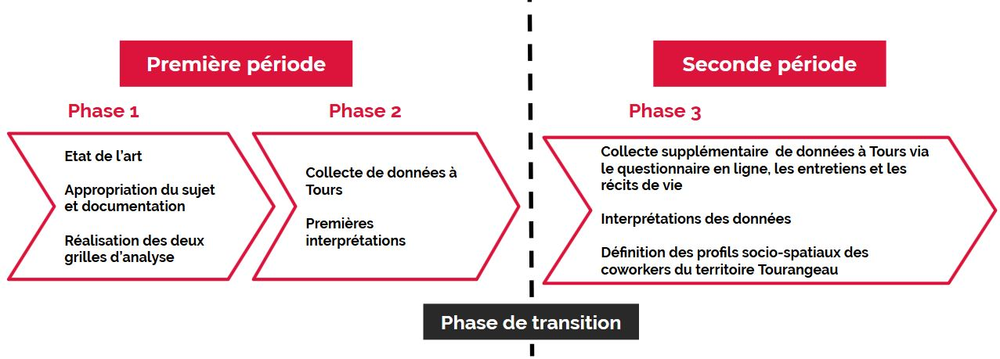 Première période
Seconde période
Phase 1
Phase 2
Phase 3
Etat de l'art
Appropriation du sujet
et documentation
Réalisation des deux
grilles d'analyse
Collecte de données à
Tours
Premières
interprétations
Collecte supplémentaire  de données à Tours via
le questionnaire en ligne, les entretiens et les
récits de vie
Interprétations des données
Définition des profils socio-spatiaux des
coworkers du territoire Tourangeau
Phase de transition